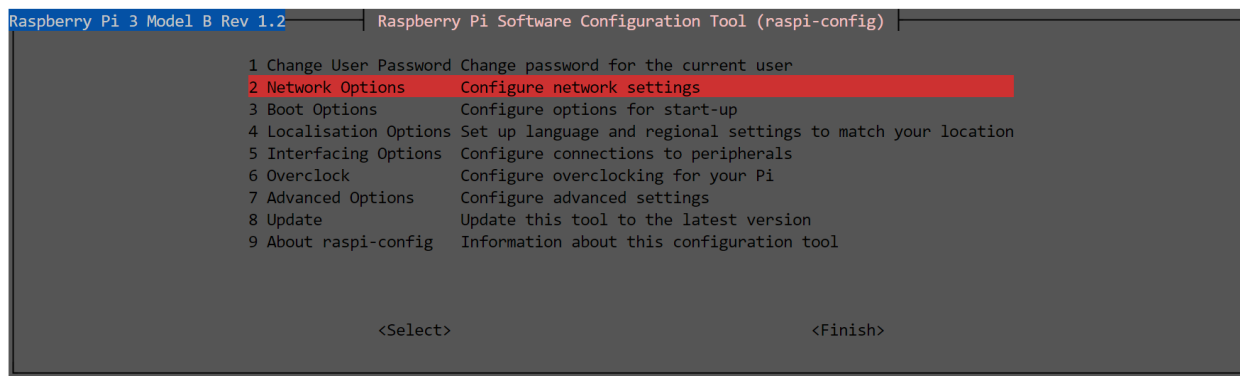 Raspberry Pi 3 Model B Rev 1.2 Raspberry Pi Software Configuration Tool (raspi-config)
1 Change User Password Change password for the current user
2 Network Options Configure network settings
3 Boot Options Configure options for start-up
4 Localisation Options Set up language and regional settings to match your location
5 Interfacing Options Configure connections to peripherals
6 Overclock Configure overclocking for your Pi
7 Advanced Options Configure advanced settings
8 Update Update this tool to the latest version
9 About raspi-config Information about this configuration tool
<Select> <Finish>